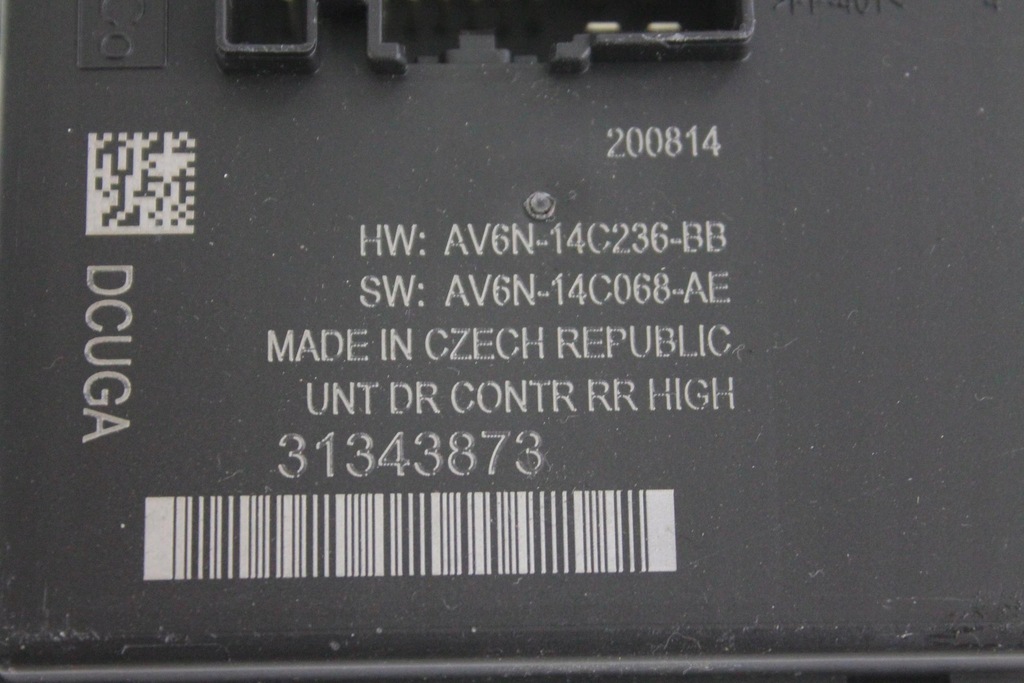 200814
HW: AV6N-14C236-BB
SW: AV6N-14C068-AE
MADE IN CZECH REPUBLIC
UNT DR CONTR RR HIGH
31343873
DCUGA